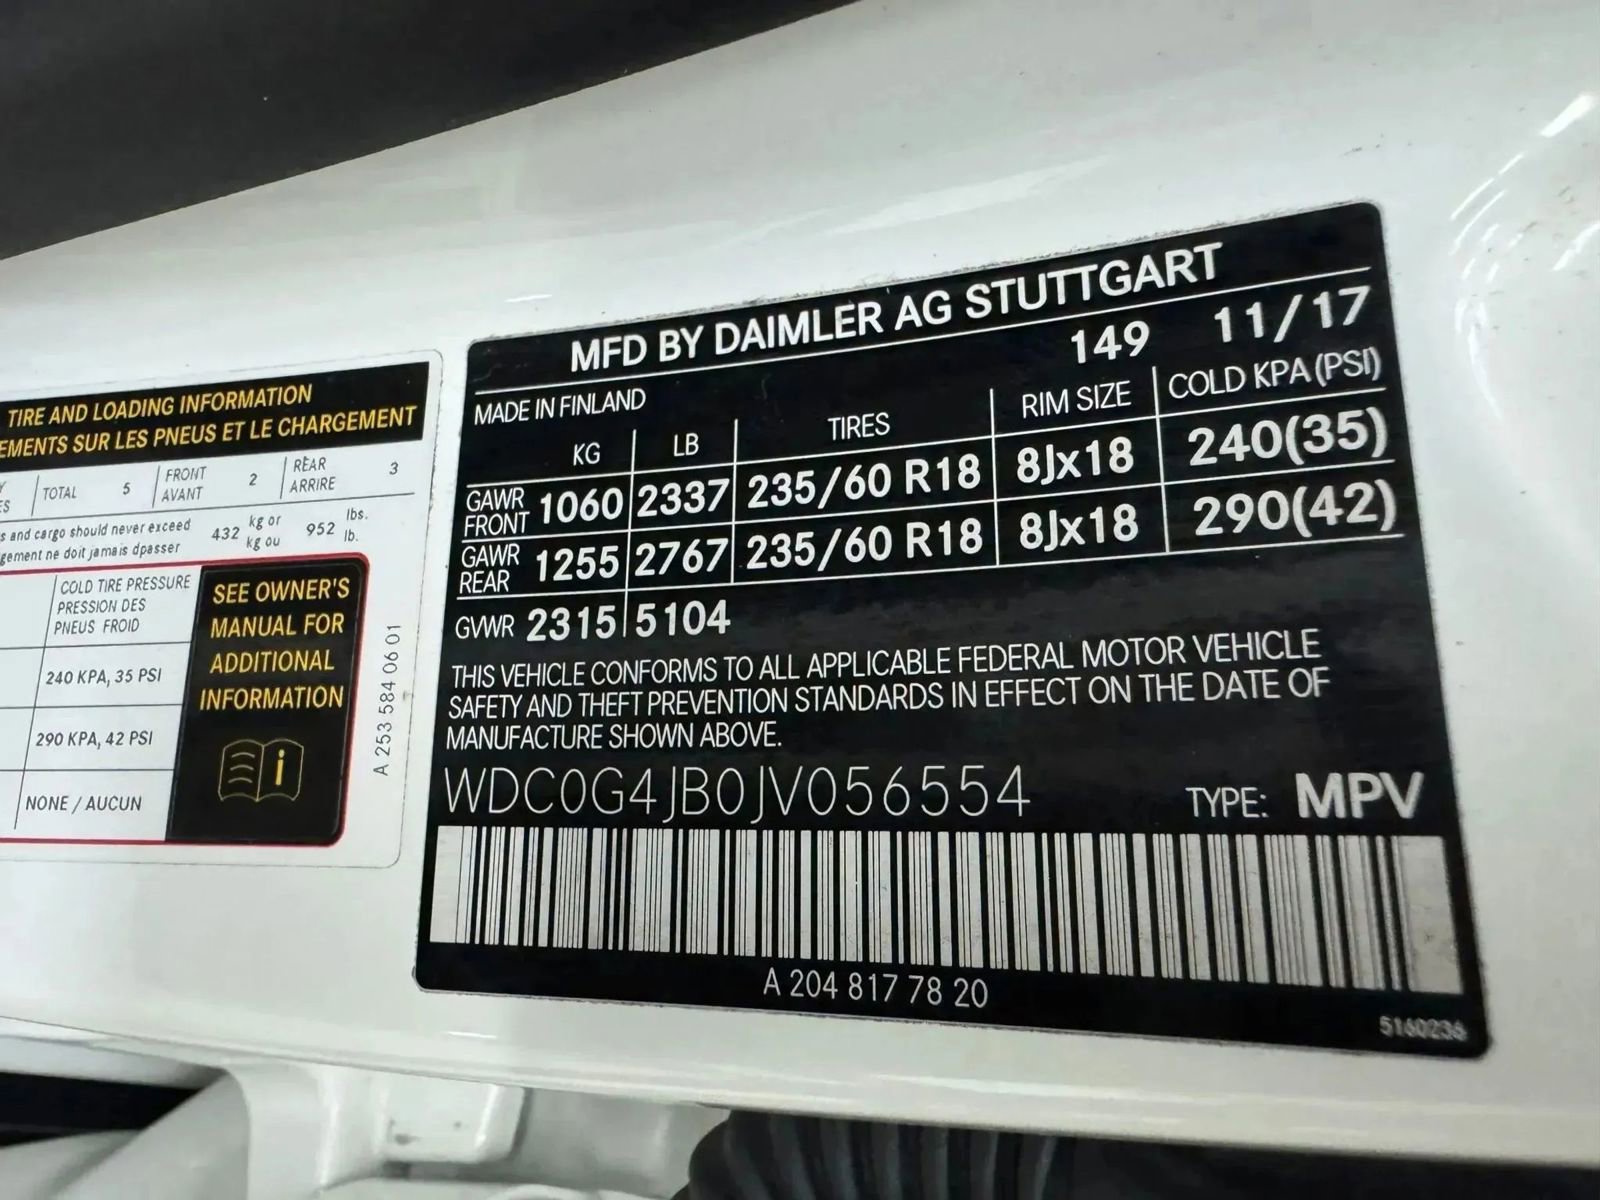 TIRE AND LOADING INFORMATION
EMENTS SUR LES PNEUS ET LE CHARGEMENT
TOTAL 5 FRONT AVANT 2 REAR ARRIRE 3
s and cargo should never exceed
gement ne doit jamais dpasser
432 kg or kg ou 952 lbs. lb.
COLD TIRE PRESSURE
PRESSION DES
PNEUS FROID
240 KPA, 35 PSI
290 KPA, 42 PSI
NONE / AUCUN
SEE OWNER'S
MANUAL FOR
ADDITIONAL
INFORMATION
i
A 253 584 06 01
MFD BY DAIMLER AG STUTTGART
MADE IN FINLAND 149 11/17
KG LB TIRES RIM SIZE COLD KPA (PSI)
GAWR FRONT 1060 2337 235/60 R18 8Jx18 240(35)
GAWR REAR 1255 2767 235/60 R18 8Jx18 290(42)
GVWR 2315 5104
THIS VEHICLE CONFORMS TO ALL APPLICABLE FEDERAL MOTOR VEHICLE
SAFETY AND THEFT PREVENTION STANDARDS IN EFFECT ON THE DATE OF
MANUFACTURE SHOWN ABOVE.
WDC0G4JB0JV056554 TYPE: MPV
A 204 817 78 20
5160236